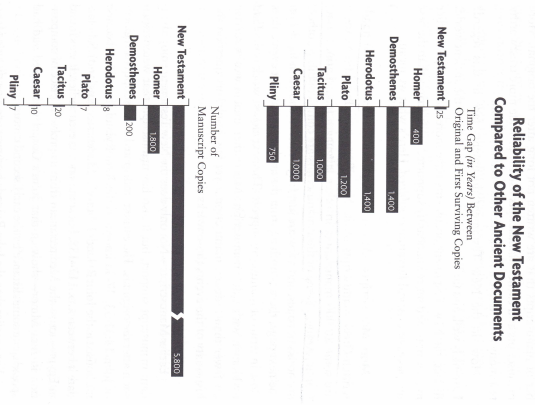 Reliability of the New Testament
Compared to Other Ancient Documents
Time Gap (in Years) Between
Original and First Surviving Copies
New Testament 25
Homer 400
Demosthenes 1,400
Herodotus 1,400
Plato 1,200
Tacitus 1,000
Caesar 1,000
Pliny 750
Number of
Manuscript Copies
New Testament 5,800
Homer 1,800
Demosthenes 200
Herodotus 8
Plato 7
Tacitus 20
Caesar 10
Pliny 7